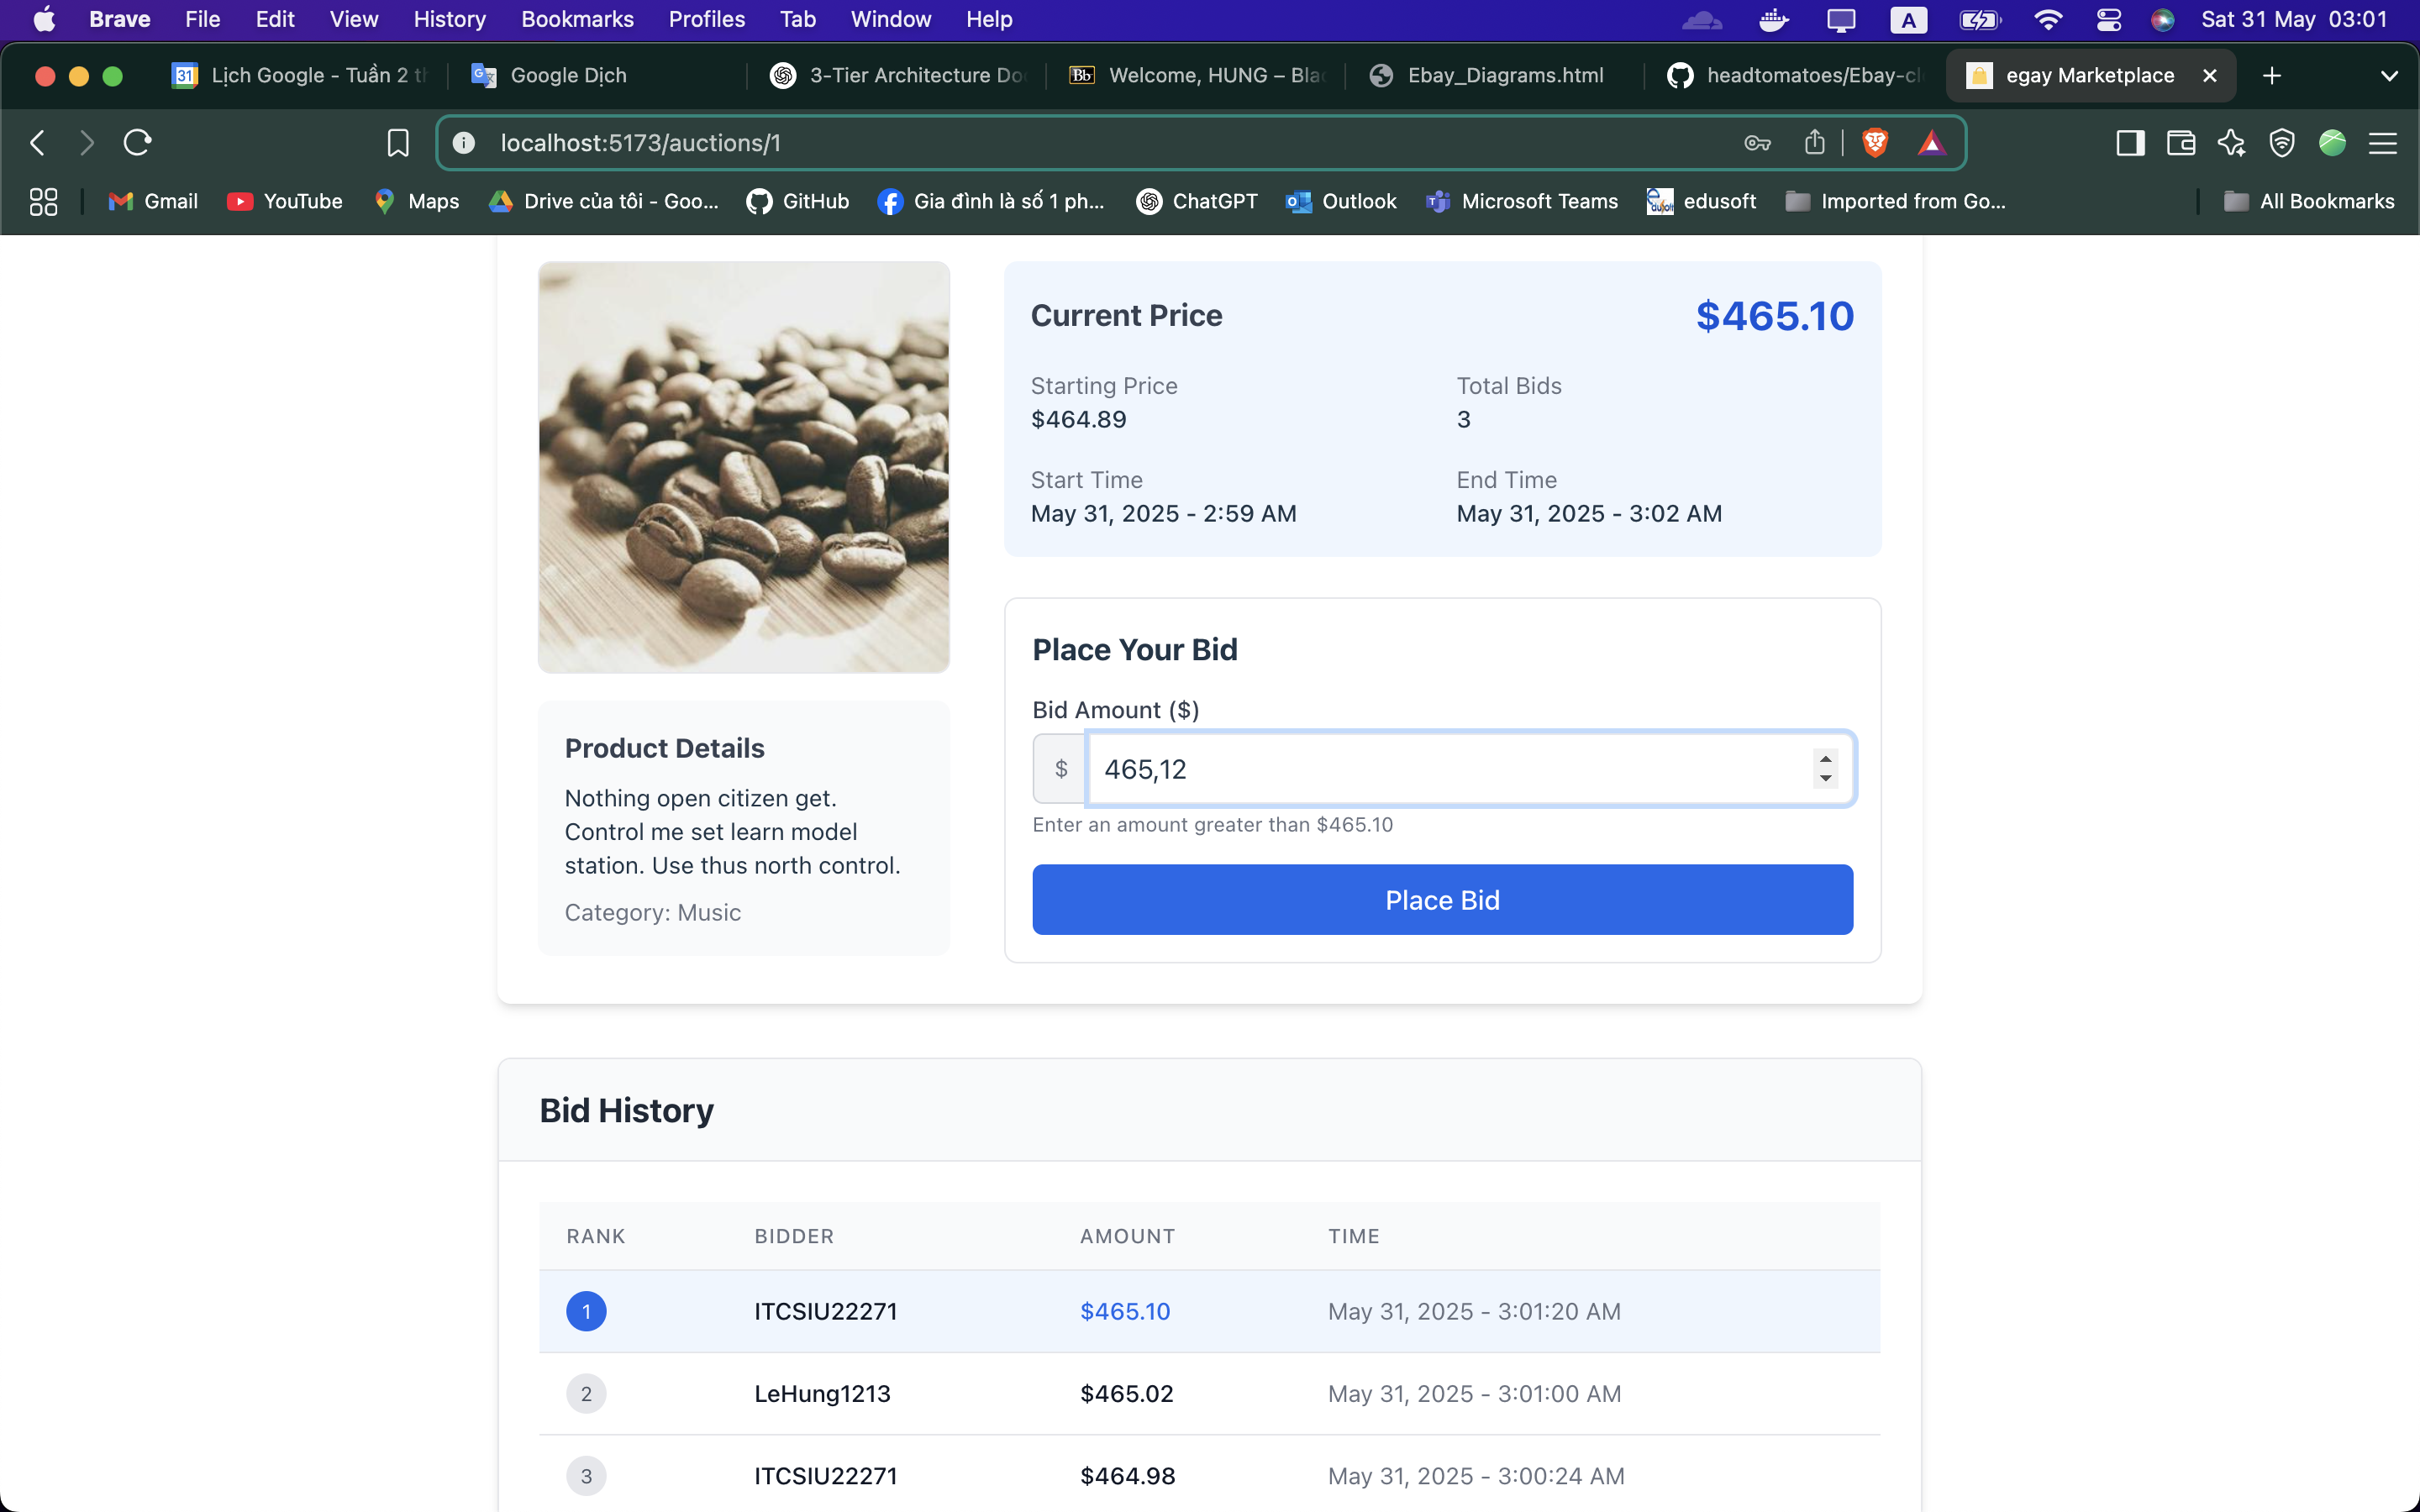 Brave File Edit View History Bookmarks Profiles Tab Window Help A Sat 31 May 03:01
31 Lịch Google - Tuần 2 th Google Dịch 3-Tier Architecture Do Bb Welcome, HUNG – Blac Ebay_Diagrams.html headtomatoes/Ebay-cl egay Marketplace
localhost:5173/auctions/1
Gmail YouTube Maps Drive của tôi - Goo... GitHub Gia đình là số 1 ph... ChatGPT Outlook Microsoft Teams edusoft Imported from Go... All Bookmarks
Current Price $465.10
Starting Price Total Bids
$464.89 3
Start Time End Time
May 31, 2025 - 2:59 AM May 31, 2025 - 3:02 AM
Place Your Bid
Bid Amount ($)
$ 465,12
Enter an amount greater than $465.10
Place Bid
Product Details
Nothing open citizen get.
Control me set learn model
station. Use thus north control.
Category: Music
Bid History
RANK BIDDER AMOUNT TIME
1 ITCSIU22271 $465.10 May 31, 2025 - 3:01:20 AM
2 LeHung1213 $465.02 May 31, 2025 - 3:01:00 AM
3 ITCSIU22271 $464.98 May 31, 2025 - 3:00:24 AM